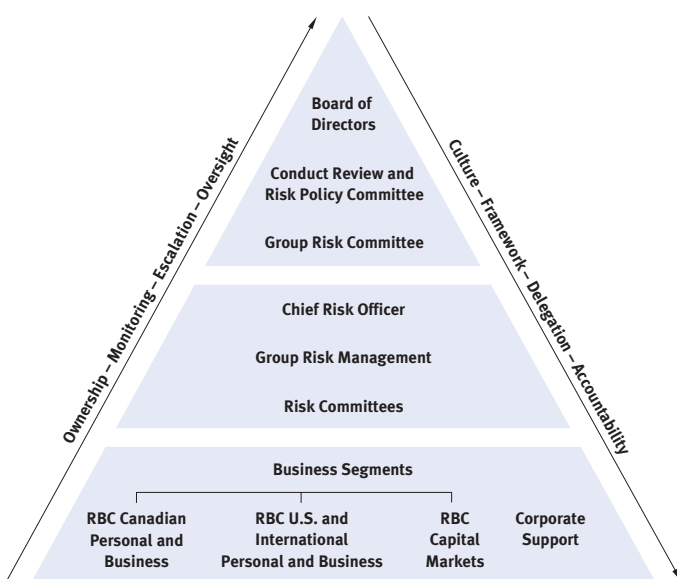 Board of
Directors
Conduct Review and
Risk Policy Committee
Group Risk Committee
Ownership – Monitoring – Escalation – Oversight
Culture – Framework – Delegation – Accountability
Chief Risk Officer
Group Risk Management
Risk Committees
Business Segments
RBC Canadian
Personal and
Business
RBC U.S. and
International
Personal and Business
RBC
Capital
Markets
Corporate
Support